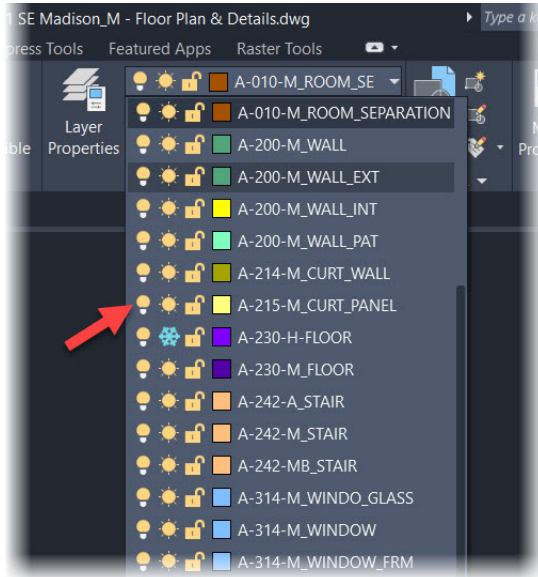 1 SE Madison_M - Floor Plan & Details.dwg
Type a k
press Tools Featured Apps Raster Tools
A-010-M_ROOM_SE
A-010-M_ROOM_SEPARATION
Layer
Properties
A-200-M_WALL
A-200-M_WALL_EXT
A-200-M_WALL_INT
A-200-M_WALL_PAT
A-214-M_CURT_WALL
A-215-M_CURT_PANEL
A-230-H-FLOOR
A-230-M_FLOOR
A-242-A_STAIR
A-242-M_STAIR
A-242-MB_STAIR
A-314-M_WINDO_GLASS
A-314-M_WINDOW
A-314-M_WINDOW_FRM